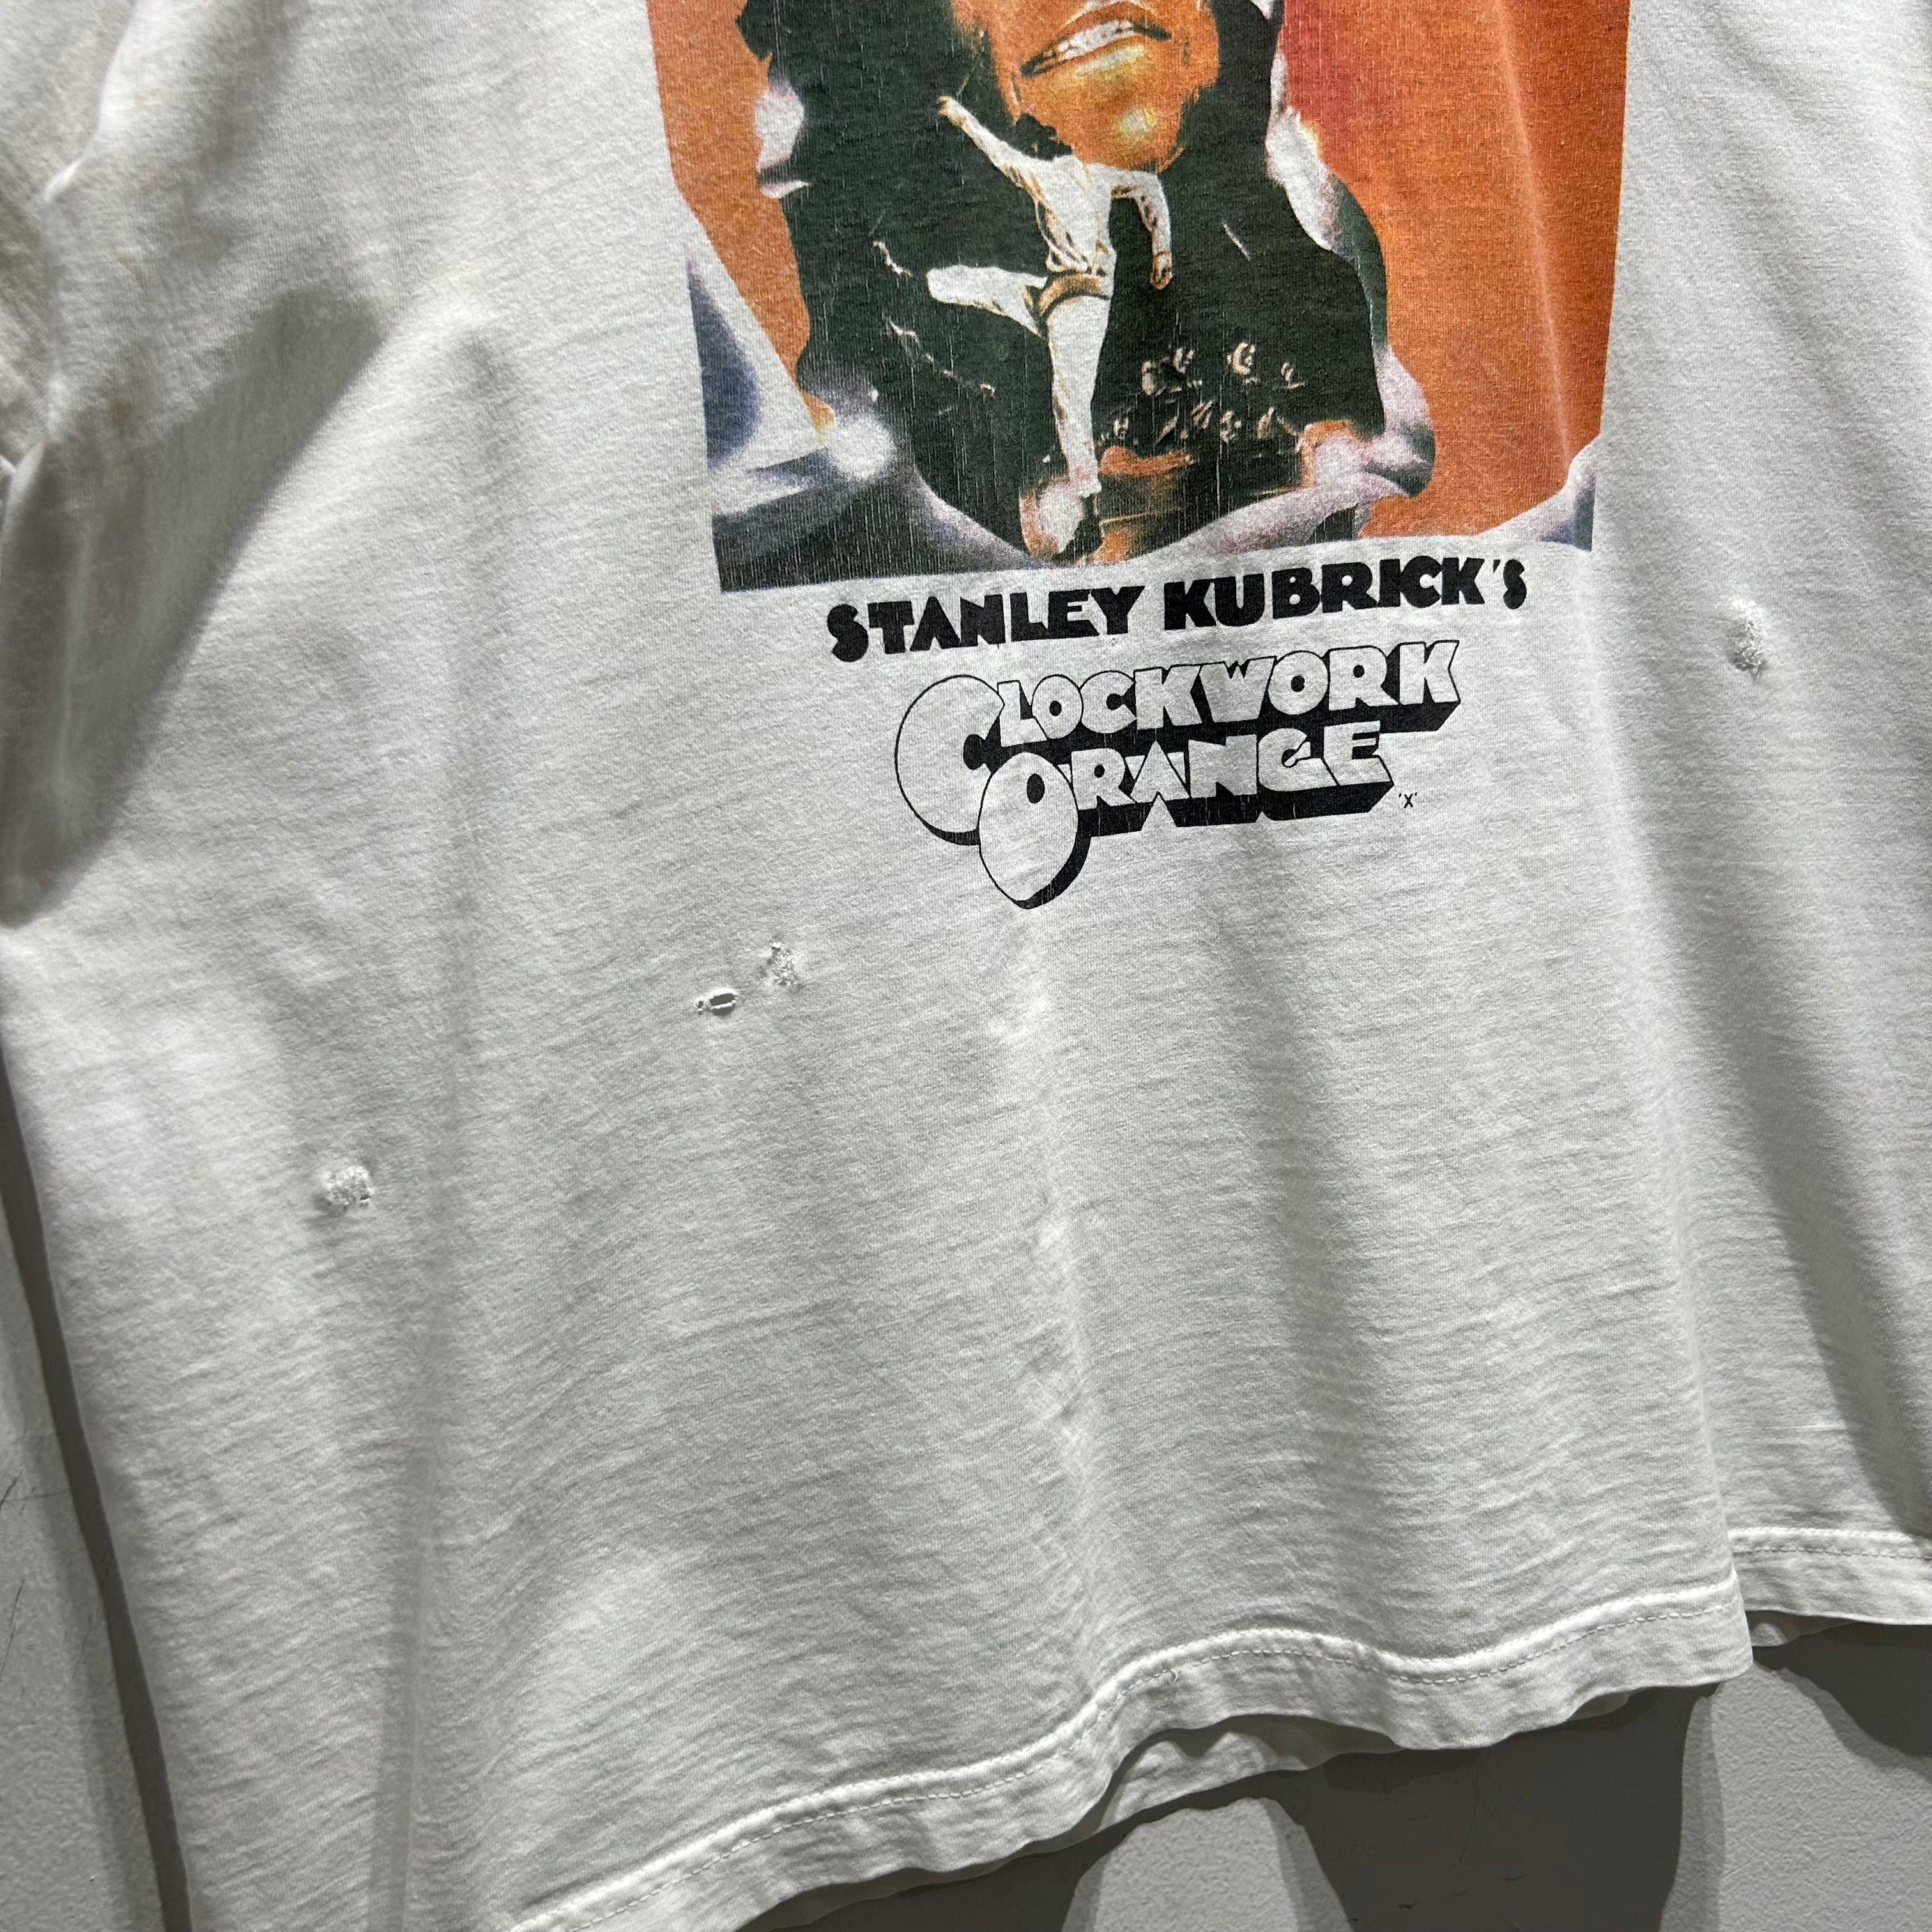 STANLEY KUBRICK'S
CLOCKWORK
ORANGE
'X'